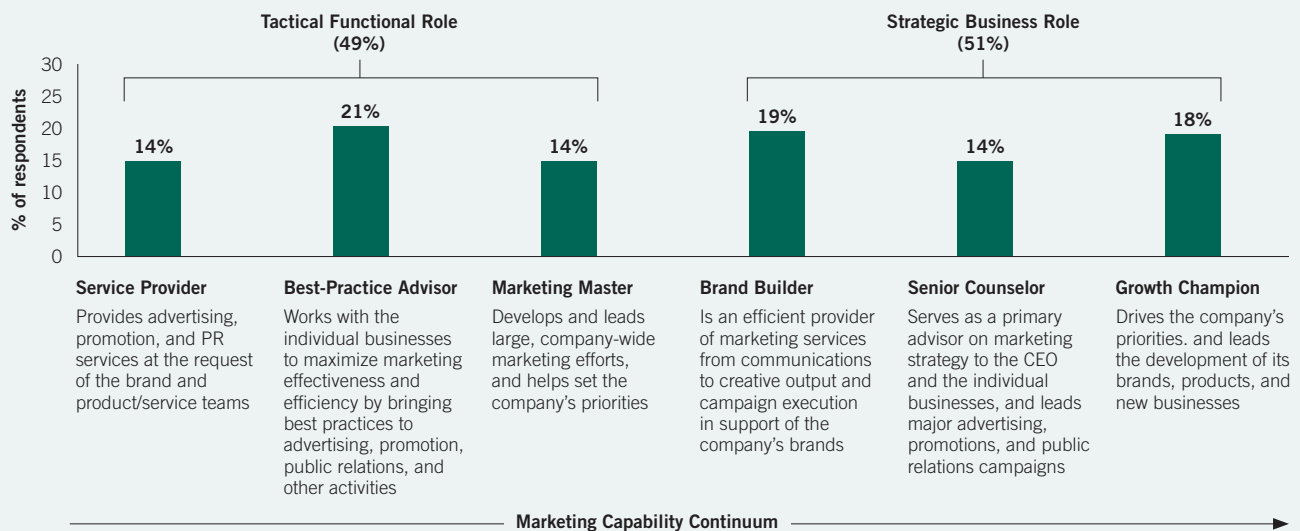 Tactical Functional Role
(49%)
Strategic Business Role
(51%)
% of respondents
30
25
20
15
10
5
0
14%
21%
14%
19%
14%
18%
Service Provider
Provides advertising,
promotion, and PR
services at the request
of the brand and
product/service teams
Best-Practice Advisor
Works with the
individual businesses
to maximize marketing
effectiveness and
efficiency by bringing
best practices to
advertising, promotion,
public relations, and
other activities
Marketing Master
Develops and leads
large, company-wide
marketing efforts,
and helps set the
company’s priorities
Brand Builder
Is an efficient provider
of marketing services
from communications
to creative output and
campaign execution
in support of the
company’s brands
Senior Counselor
Serves as a primary
advisor on marketing
strategy to the CEO
and the individual
businesses, and leads
major advertising,
promotions, and public
relations campaigns
Growth Champion
Drives the company’s
priorities. and leads
the development of its
brands, products, and
new businesses
Marketing Capability Continuum